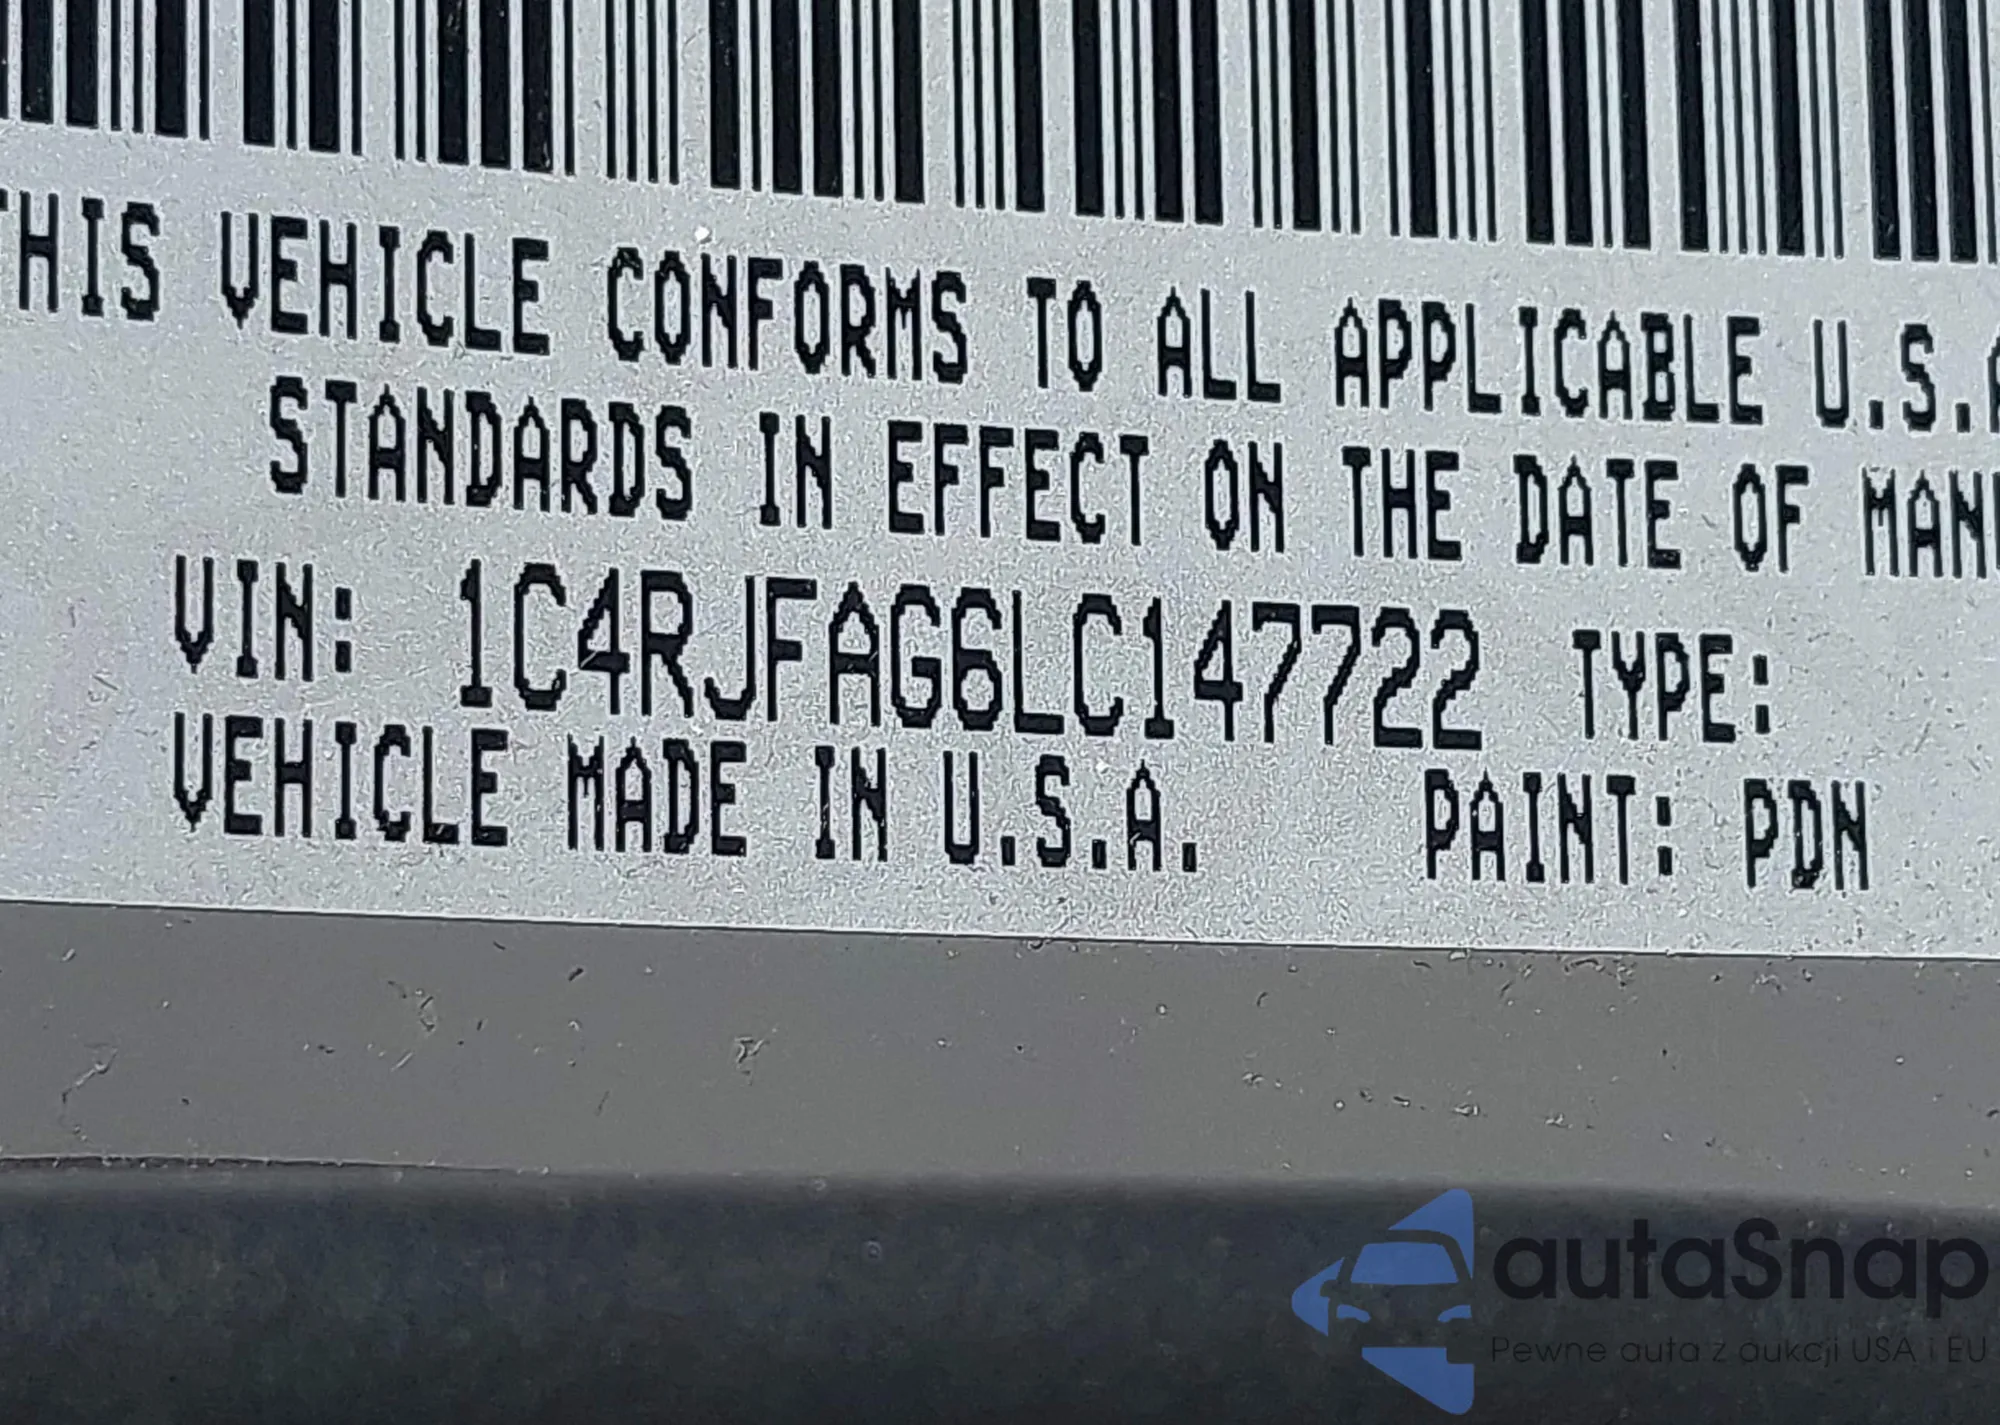 THIS VEHICLE CONFORMS TO ALL APPLICABLE U.S.A
STANDARDS IN EFFECT ON THE DATE OF MANU
VIN: 1C4RJFAG6LC147722 TYPE:
VEHICLE MADE IN U.S.A. PAINT: PDN
autaSnap
Pewne auta z aukcji USA i EU